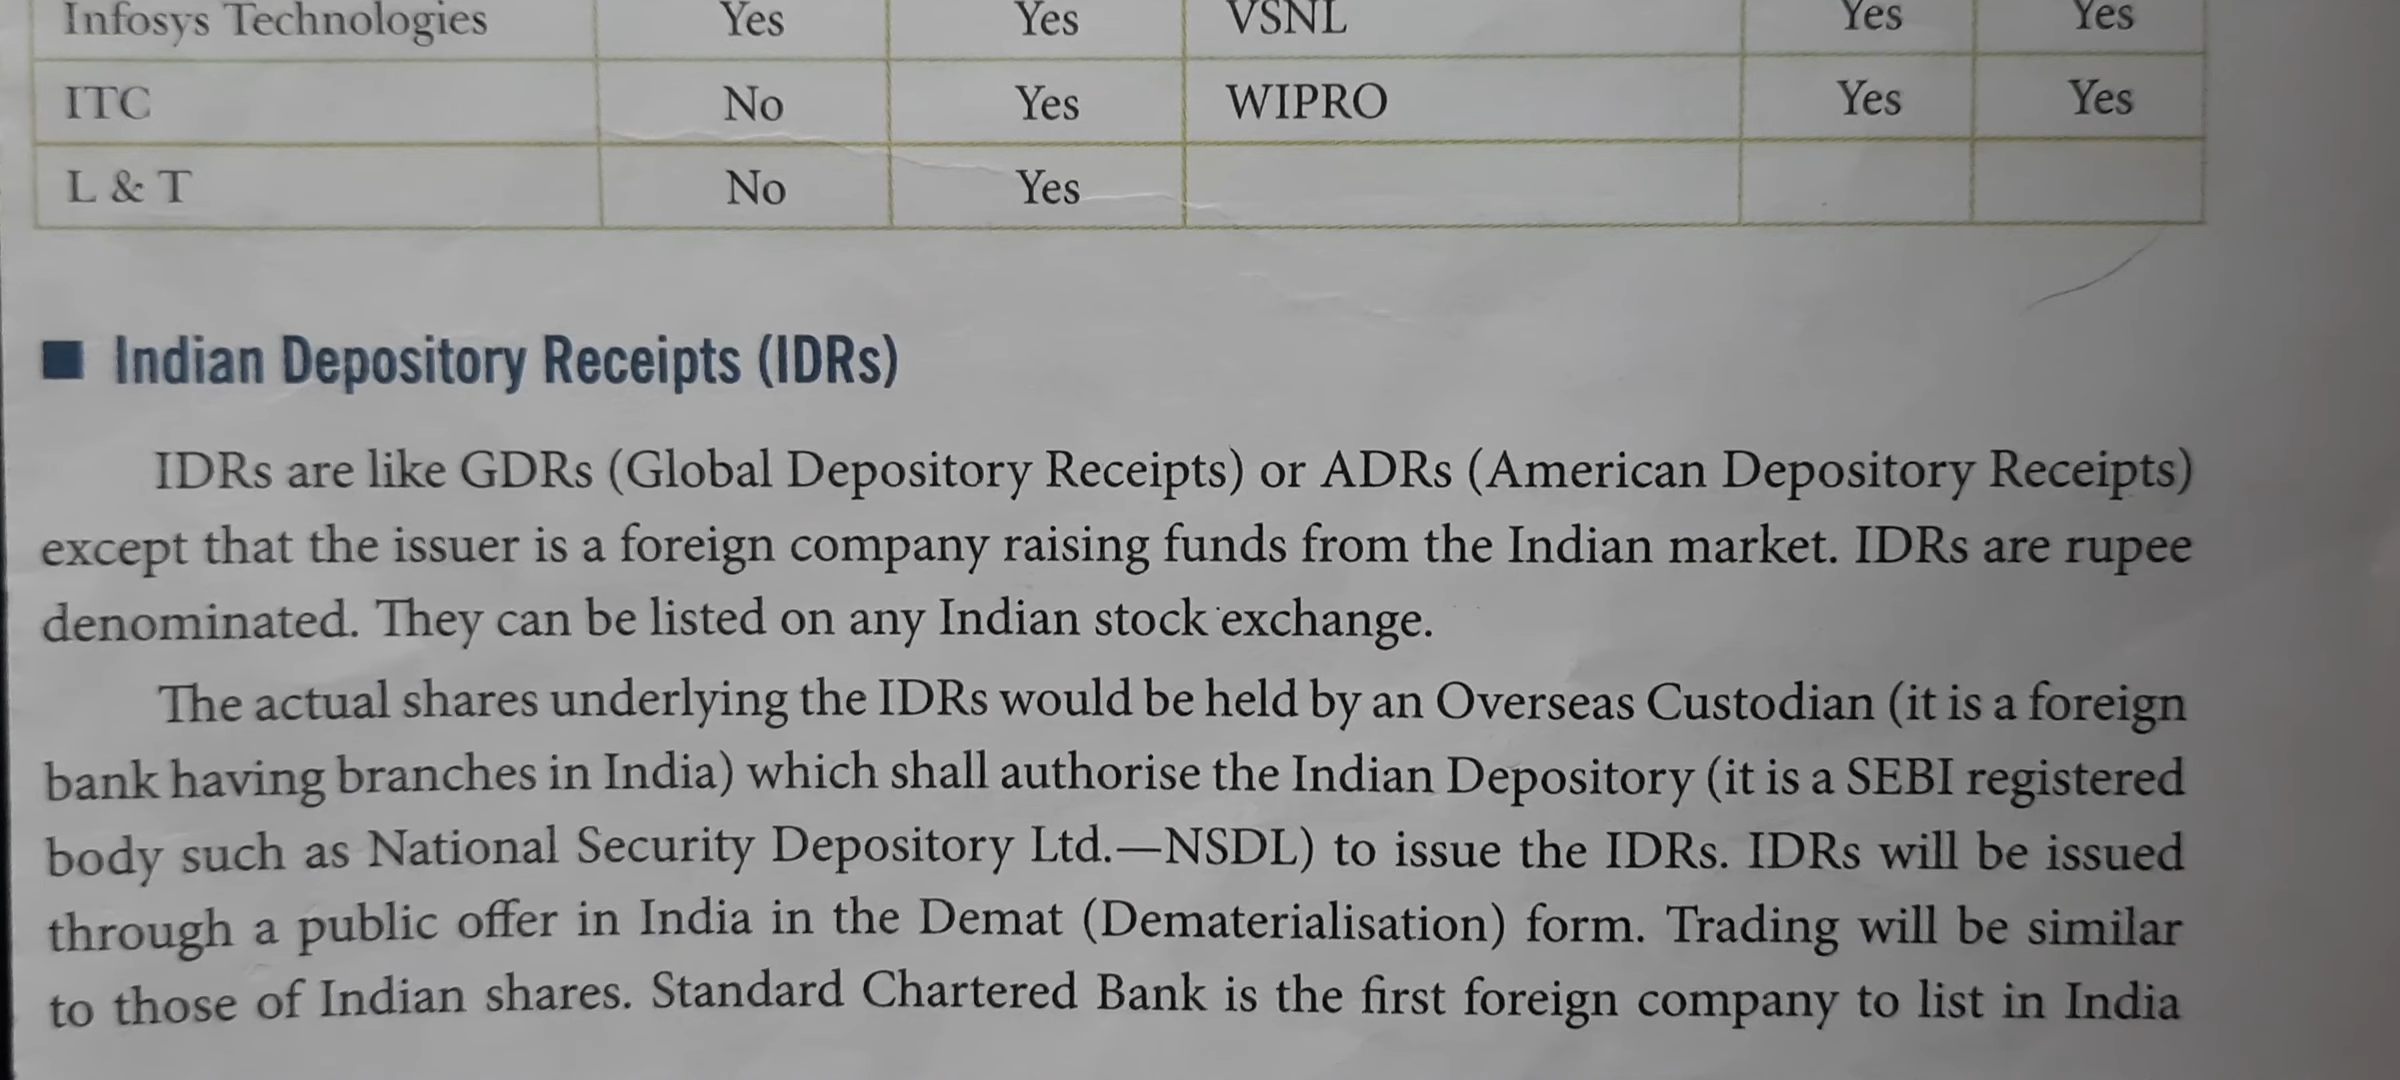 Infosys Technologies Yes Yes VSNL Yes Yes
ITC No Yes WIPRO Yes Yes
L & T No Yes
Indian Depository Receipts (IDRs)
IDRs are like GDRs (Global Depository Receipts) or ADRs (American Depository Receipts)
except that the issuer is a foreign company raising funds from the Indian market. IDRs are rupee
denominated. They can be listed on any Indian stock exchange.
The actual shares underlying the IDRs would be held by an Overseas Custodian (it is a foreign
bank having branches in India) which shall authorise the Indian Depository (it is a SEBI registered
body such as National Security Depository Ltd.—NSDL) to issue the IDRs. IDRs will be issued
through a public offer in India in the Demat (Dematerialisation) form. Trading will be similar
to those of Indian shares. Standard Chartered Bank is the first foreign company to list in India